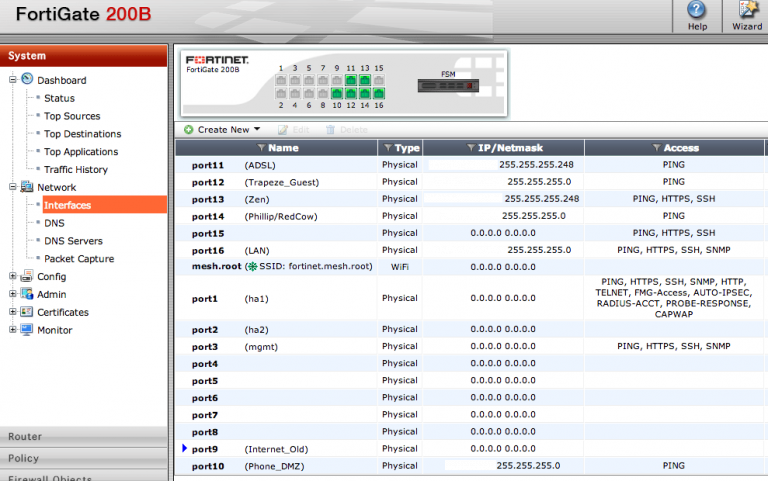 FortiGate 200B
Help
Wizard
System
Dashboard
Status
Top Sources
Top Destinations
Top Applications
Traffic History
Network
Interfaces
DNS
DNS Servers
Packet Capture
Config
Admin
Certificates
Monitor
Router
Policy
Firewall Objects
FORTINET
FortiGate 200B
1 3 5 7 9 11 13 15
2 4 6 8 10 12 14 16
FSM
Create New Edit Delete
Name Type IP/Netmask Access
port11 (ADSL) Physical 255.255.255.248 PING
port12 (Trapeze_Guest) Physical 255.255.255.0 PING
port13 (Zen) Physical 255.255.255.248 PING, HTTPS, SSH
port14 (Phillip/RedCow) Physical 255.255.255.0 PING
port15 Physical 0.0.0.0 0.0.0.0 PING, HTTPS, SSH
port16 (LAN) Physical 255.255.255.0 PING, HTTPS, SSH, SNMP
mesh.root (SSID: fortinet.mesh.root) WiFi 0.0.0.0 0.0.0.0
port1 (ha1) Physical 0.0.0.0 0.0.0.0 PING, HTTPS, SSH, SNMP, HTTP,
TELNET, FMG-Access, AUTO-IPSEC,
RADIUS-ACCT, PROBE-RESPONSE,
CAPWAP
port2 (ha2) Physical 0.0.0.0 0.0.0.0
port3 (mgmt) Physical 0.0.0.0 0.0.0.0 PING, HTTPS, SSH, SNMP
port4 Physical 0.0.0.0 0.0.0.0
port5 Physical 0.0.0.0 0.0.0.0
port6 Physical 0.0.0.0 0.0.0.0
port7 Physical 0.0.0.0 0.0.0.0
port8 Physical 0.0.0.0 0.0.0.0
port9 (Internet_Old) Physical 0.0.0.0 0.0.0.0
port10 (Phone_DMZ) Physical 255.255.255.0 PING